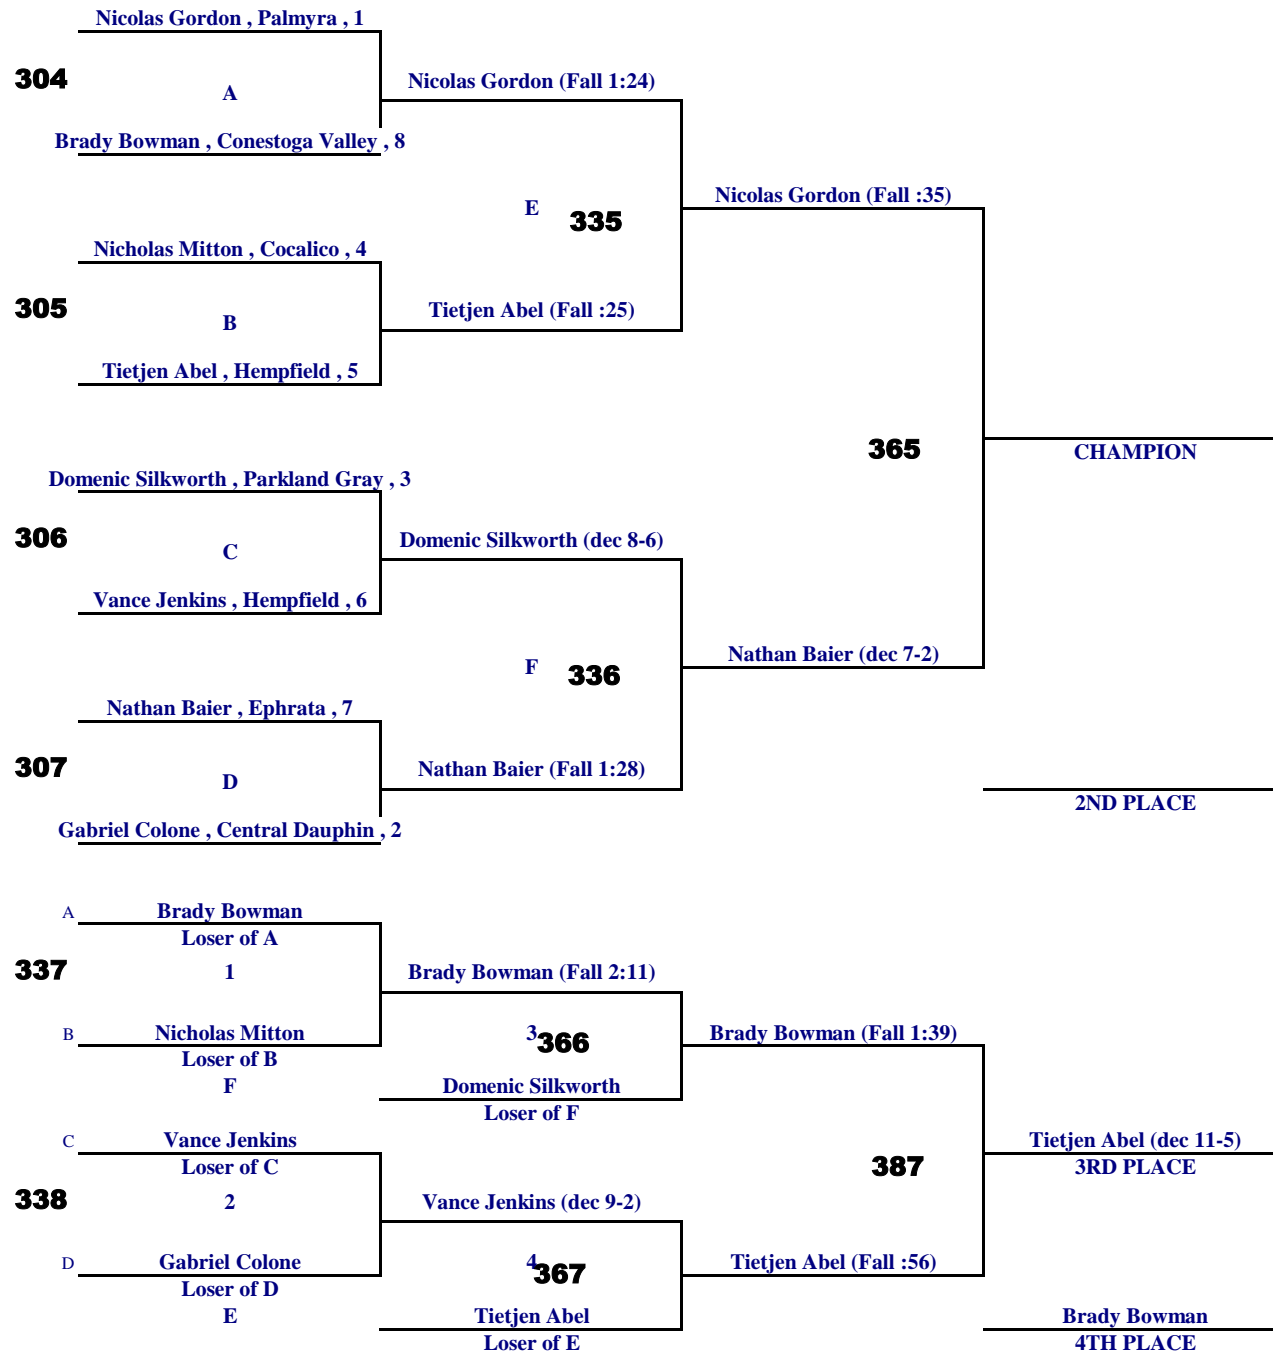 Nicolas Gordon , Palmyra , 1
304
A
Nicolas Gordon (Fall 1:24)
Brady Bowman , Conestoga Valley , 8
E
335
Nicolas Gordon (Fall :35)
Nicholas Mitton , Cocalico , 4
305
B
Tietjen Abel (Fall :25)
Tietjen Abel , Hempfield , 5
365
CHAMPION
Domenic Silkworth , Parkland Gray , 3
306
C
Domenic Silkworth (dec 8-6)
Vance Jenkins , Hempfield , 6
F
336
Nathan Baier (dec 7-2)
Nathan Baier , Ephrata , 7
307
D
Nathan Baier (Fall 1:28)
2ND PLACE
Gabriel Colone , Central Dauphin , 2
A
Brady Bowman
Loser of A
337
1
Brady Bowman (Fall 2:11)
B
Nicholas Mitton
3
366
Brady Bowman (Fall 1:39)
Loser of B
F
Domenic Silkworth
Loser of F
C
Vance Jenkins
Tietjen Abel (dec 11-5)
Loser of C
387
3RD PLACE
338
2
Vance Jenkins (dec 9-2)
D
Gabriel Colone
4
367
Tietjen Abel (Fall :56)
Loser of D
E
Tietjen Abel
Brady Bowman
Loser of E
4TH PLACE